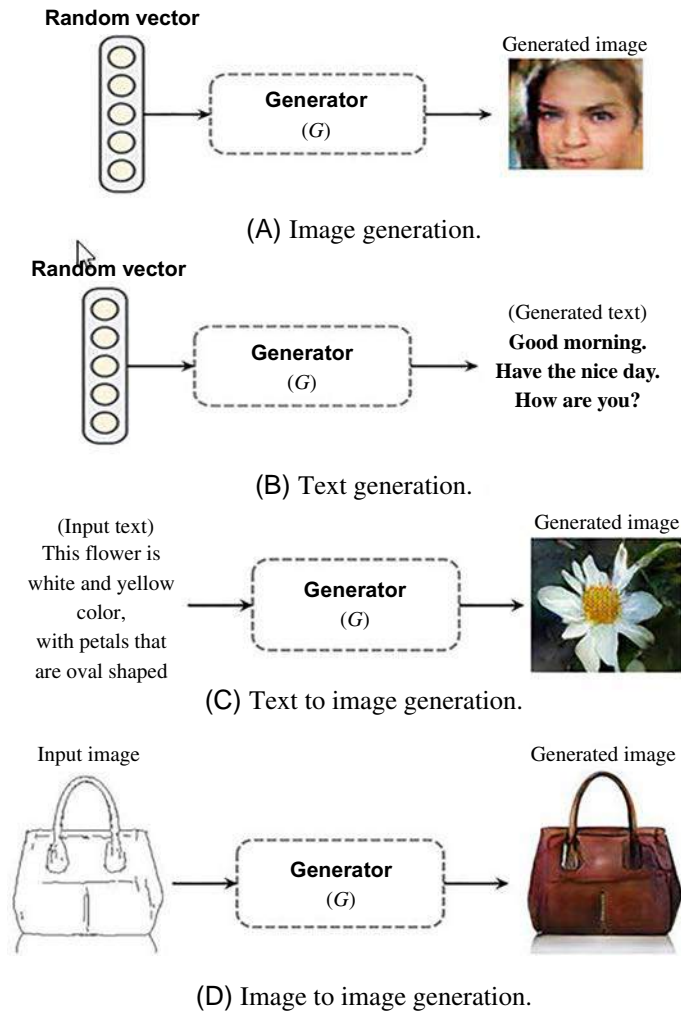 Random vector
Generated image
Generator
(G)
(A) Image generation.
Random vector
(Generated text)
Generator
Good morning.
(G)
Have the nice day.
How are you?
(B) Text generation.
(Input text)
Generated image
This flower is
white and yellow
color,
with petals that
are oval shaped
Generator
(G)
(C) Text to image generation.
Input image
Generated image
Generator
(G)
(D) Image to image generation.